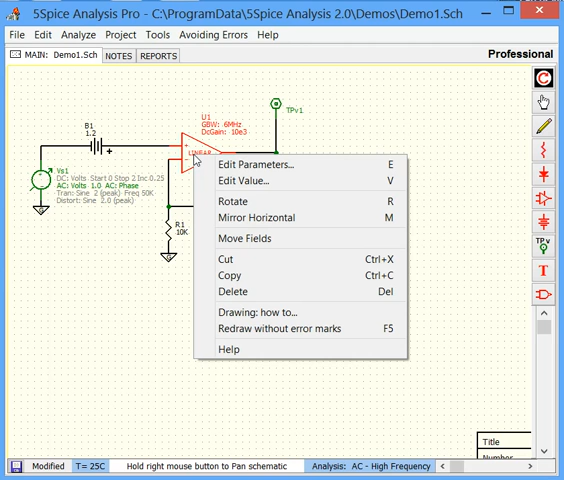 5Spice Analysis Pro - C:\ProgramData\5Spice Analysis 2.0\Demos\Demo1.Sch
File Edit Analyze Project Tools Avoiding Errors Help
MAIN: Demo1.Sch NOTES REPORTS Professional
TPv1
U1
GBW: 6MHz
DcGain: 10e3
B1
1.2
+
LINEAR
Vs1
DC: Volts Start 0 Stop 2 Inc 0.25
AC: Volts 1.0 AC: Phase
Tran: Sine 2 (peak) Freq 50K
Distort: Sine 2.0 (peak)
R1
10K
Edit Parameters... E
Edit Value... V
Rotate R
Mirror Horizontal M
Move Fields
Cut Ctrl+X
Copy Ctrl+C
Delete Del
Drawing: how to...
Redraw without error marks F5
Help
TPv
T
Title
Number
Modified T= 25C Hold right mouse button to Pan schematic Analysis: AC - High Frequency